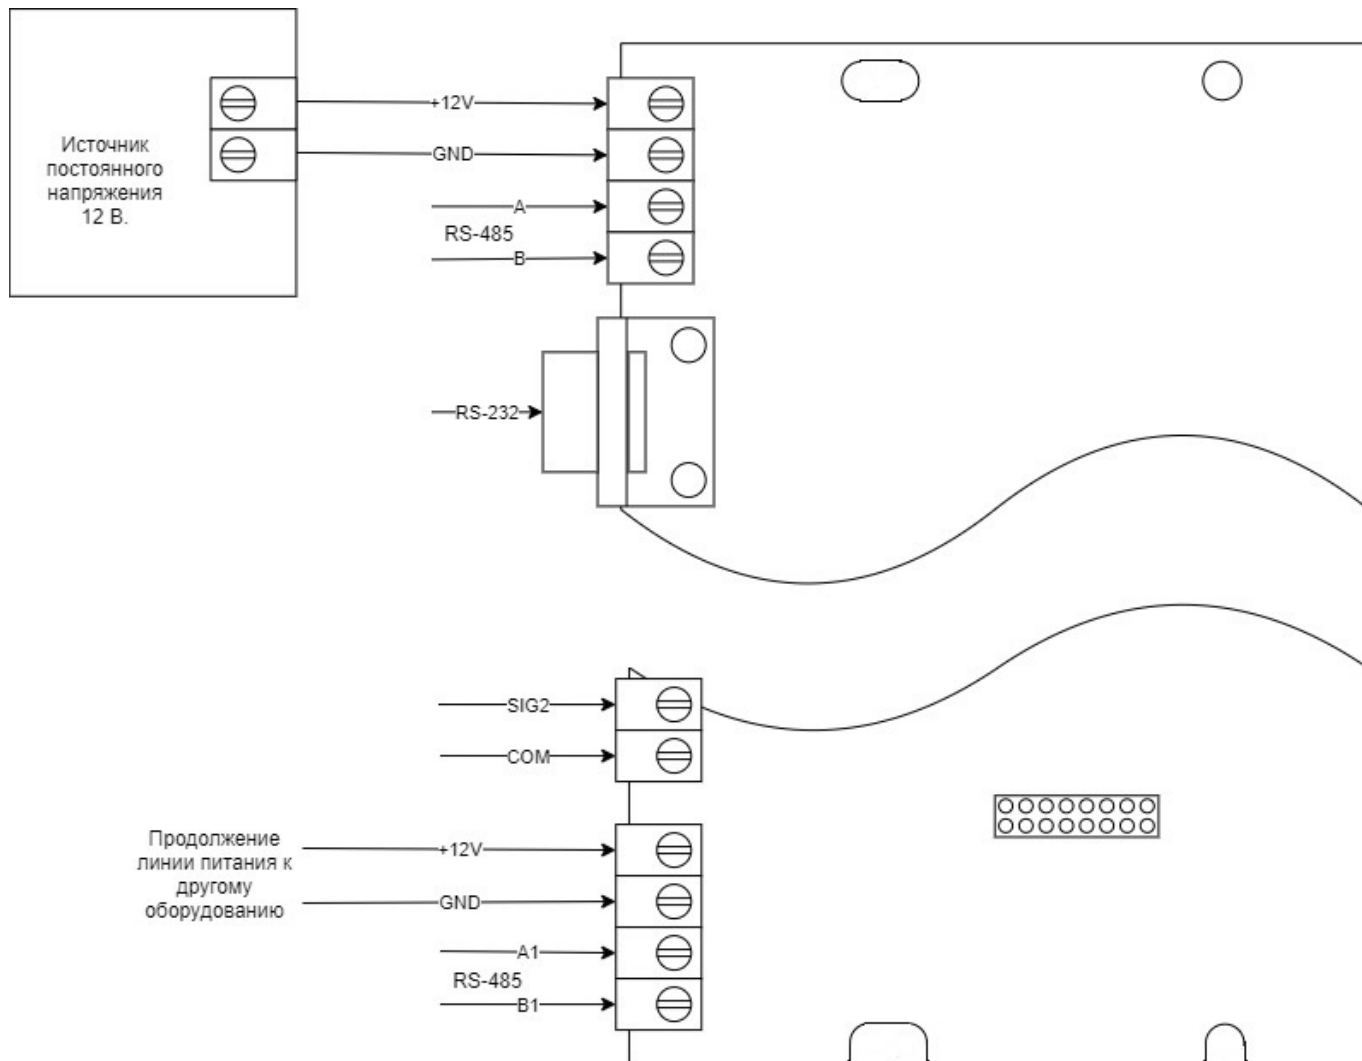 Источник
постоянного
напряжения
12 В.
+12V
GND
A
RS-485
B
RS-232
SIG2
COM
Продолжение
линии питания к
другому
оборудованию
+12V
GND
A1
RS-485
B1